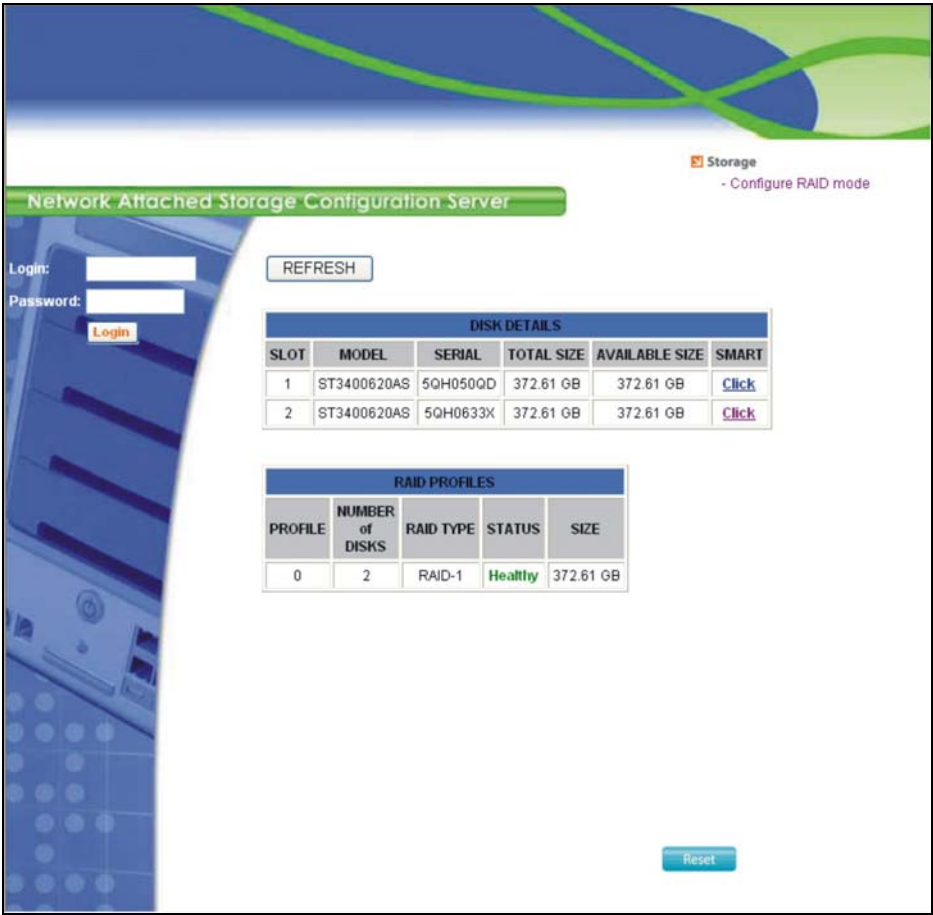 Storage
- Configure RAID mode
Network Attached Storage Configuration Server
Login:
Password:
Login
REFRESH
DISK DETAILS
SLOT MODEL SERIAL TOTAL SIZE AVAILABLE SIZE SMART
1 ST3400620AS 5QH050QD 372.61 GB 372.61 GB Click
2 ST3400620AS 5QH0633X 372.61 GB 372.61 GB Click
RAID PROFILES
PROFILE NUMBER of DISKS RAID TYPE STATUS SIZE
0 2 RAID-1 Healthy 372.61 GB
Reset